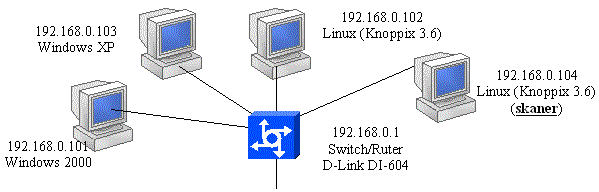 192.168.0.103
Windows XP
192.168.0.102
Linux (Knoppix 3.6)
192.168.0.104
Linux (Knoppix 3.6)
(skaner)
192.168.0.101
Windows 2000
192.168.0.1
Switch/Ruter
D-Link DI-604